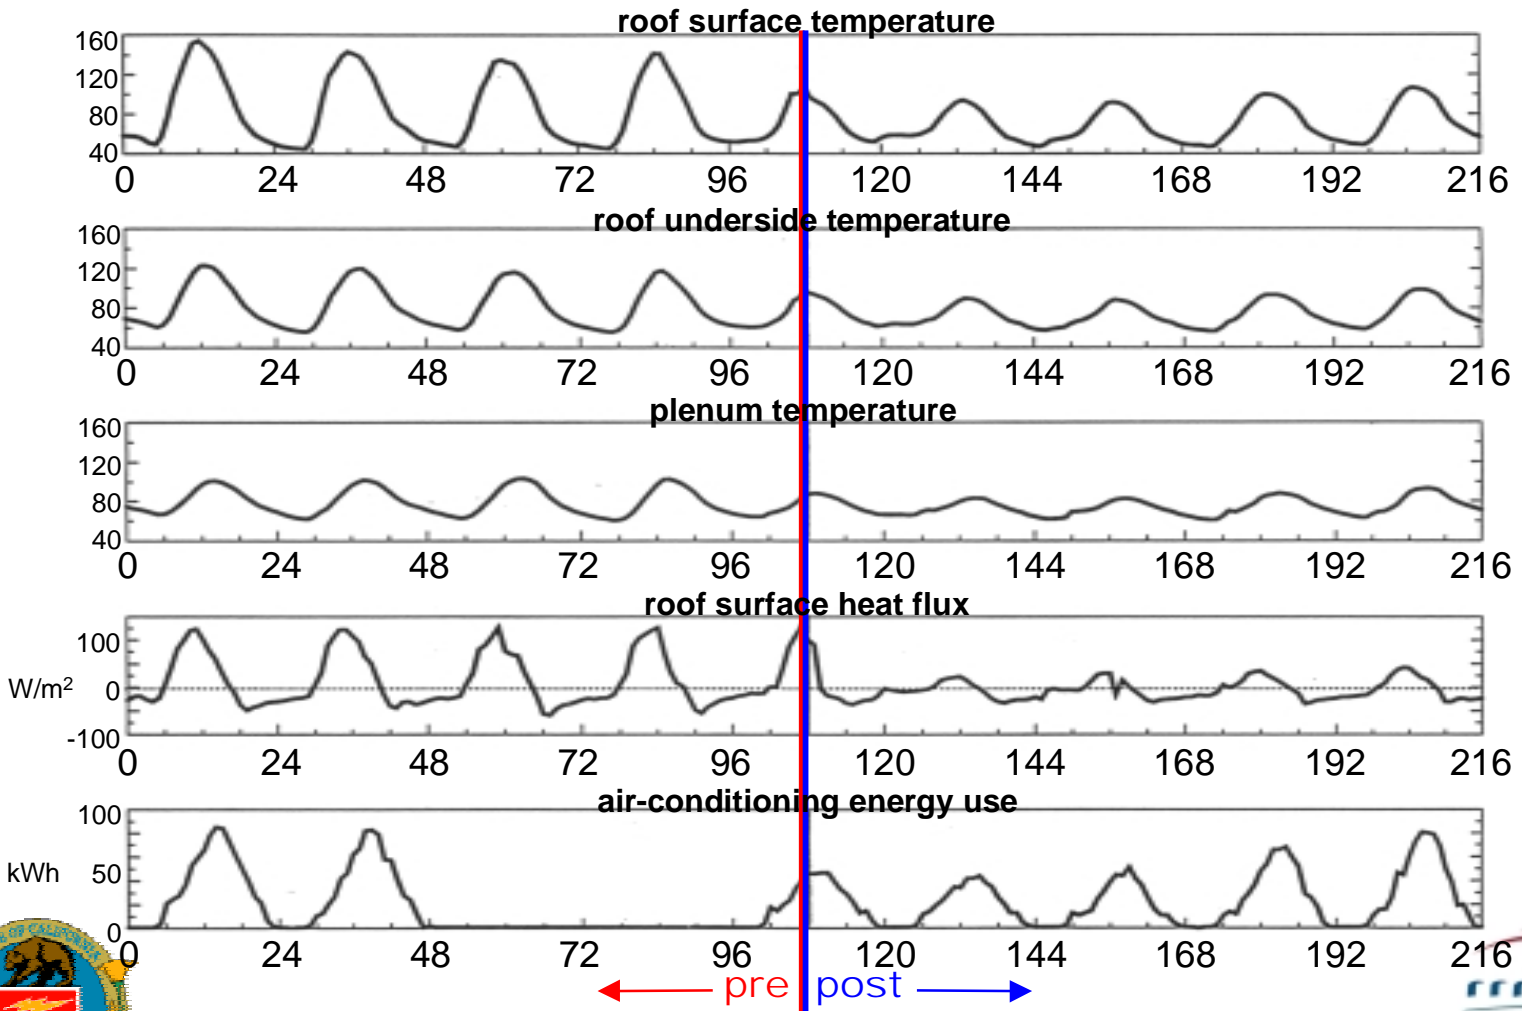 roof surface temperature
160
120
80
40
0 24 48 72 96 120 144 168 192 216
roof underside temperature
160
120
80
40
0 24 48 72 96 120 144 168 192 216
plenum temperature
160
120
80
40
0 24 48 72 96 120 144 168 192 216
roof surface heat flux
100
W/m² 0
-100
0 24 48 72 96 120 144 168 192 216
air-conditioning energy use
100
kWh 50
0
0 24 48 72 96 120 144 168 192 216
pre post
OF CALIFORNIA